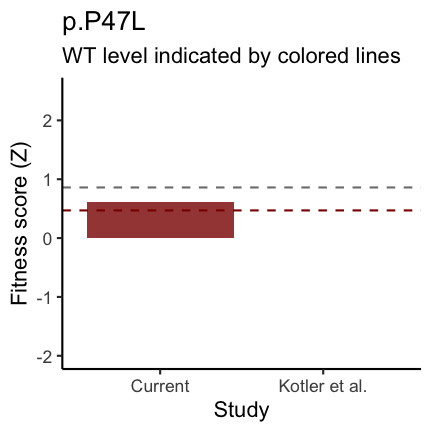 p.P47L
WT level indicated by colored lines
Fitness score (Z)
2
1
0
-1
-2
Current
Kotler et al.
Study